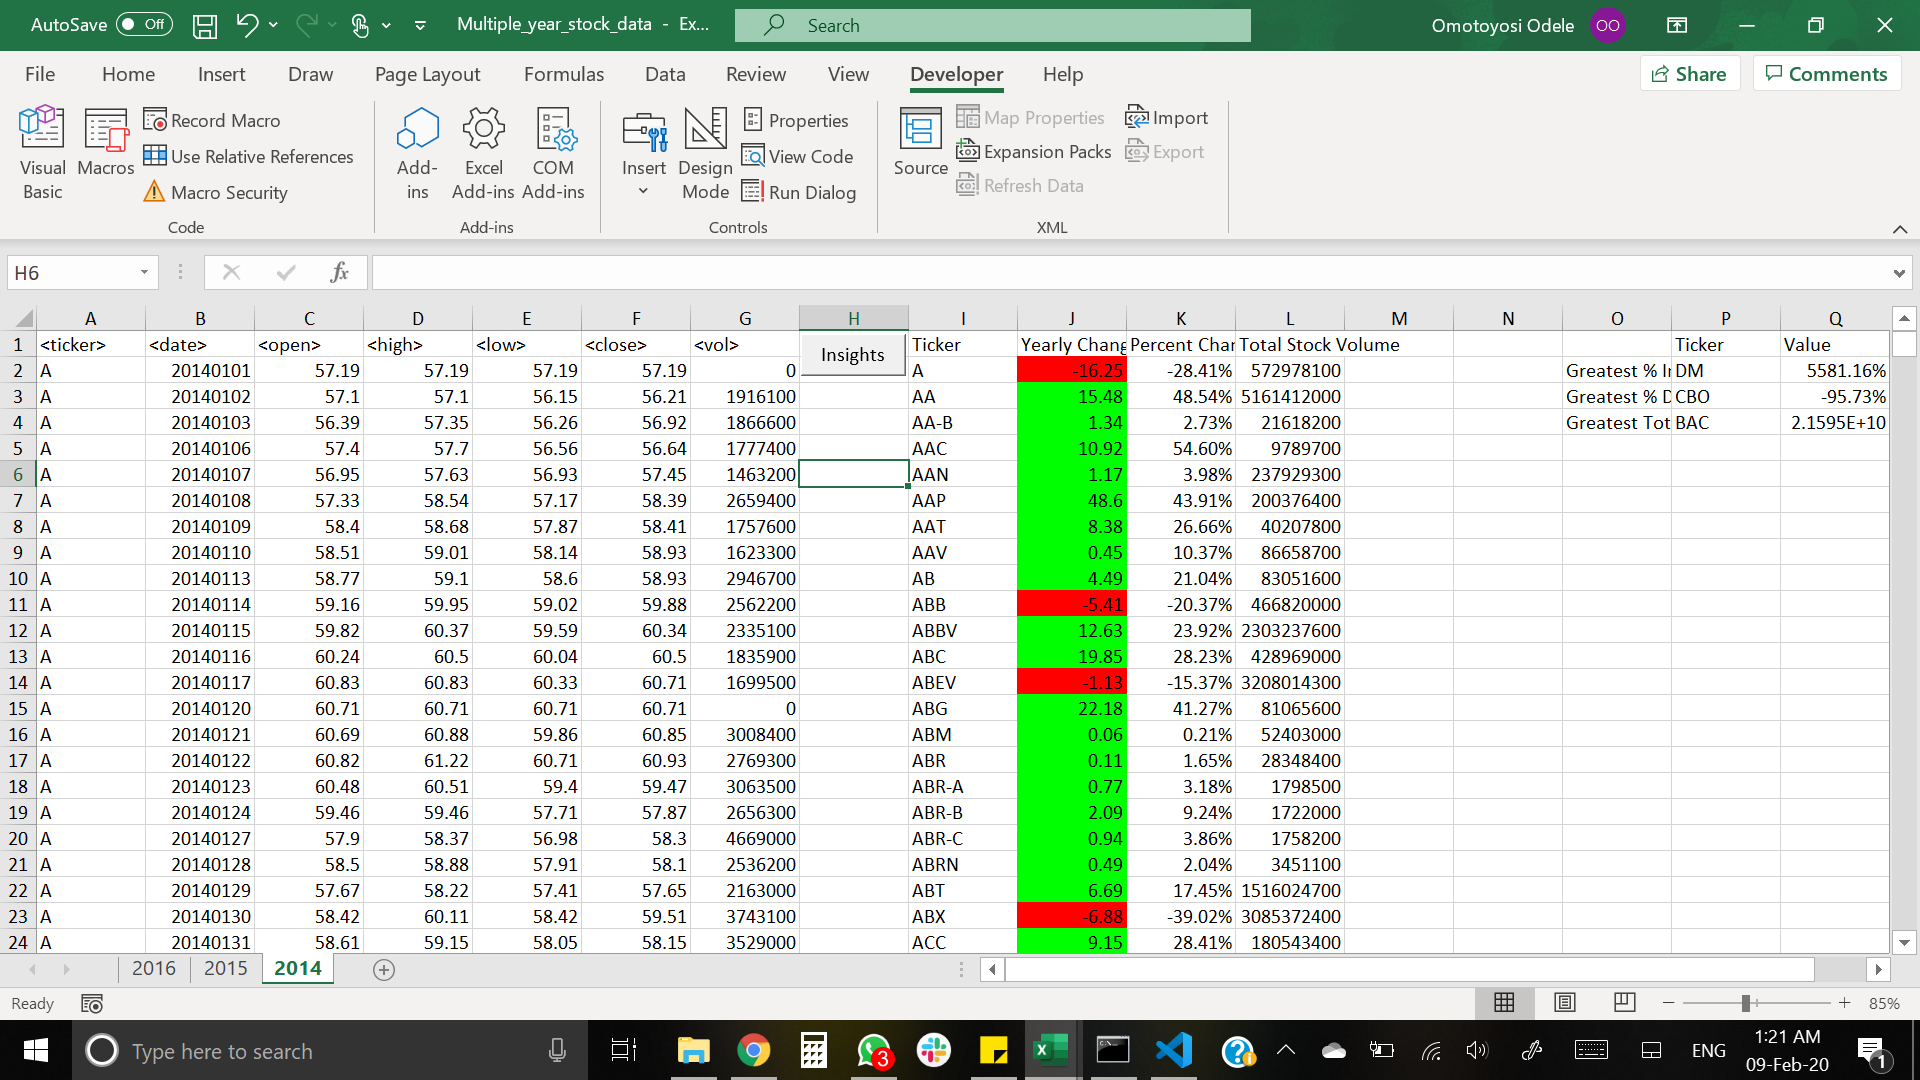 AutoSave Off Multiple_year_stock_data - Ex... Search Omotoyosi Odele OO
File Home Insert Draw Page Layout Formulas Data Review View Developer Help Share Comments
Visual Basic
Macros
Record Macro
Use Relative References
Macro Security
Code
Add-ins
Excel Add-ins
COM Add-ins
Add-ins
Insert
Design Mode
Properties
View Code
Run Dialog
Controls
Source
Map Properties
Expansion Packs
Refresh Data
Import
Export
XML
H6 fx
A B C D E F G H I J K L M N O P Q
1 <ticker> <date> <open> <high> <low> <close> <vol> Insights Ticker Yearly Chang Percent Char Total Stock Volume Ticker Value
2 A 20140101 57.19 57.19 57.19 57.19 0 A -16.25 -28.41% 572978100 Greatest % In DM 5581.16%
3 A 20140102 57.1 57.1 56.15 56.21 1916100 AA 15.48 48.54% 5161412000 Greatest % D CBO -95.73%
4 A 20140103 56.39 57.35 56.26 56.92 1866600 AA-B 1.34 2.73% 21618200 Greatest Tot BAC 2.1595E+10
5 A 20140106 57.4 57.7 56.56 56.64 1777400 AAC 10.92 54.60% 9789700
6 A 20140107 56.95 57.63 56.93 57.45 1463200 AAN 1.17 3.98% 237929300
7 A 20140108 57.33 58.54 57.17 58.39 2659400 AAP 48.6 43.91% 200376400
8 A 20140109 58.4 58.68 57.87 58.41 1757600 AAT 8.38 26.66% 40207800
9 A 20140110 58.51 59.01 58.14 58.93 1623300 AAV 0.45 10.37% 86658700
10 A 20140113 58.77 59.1 58.6 58.93 2946700 AB 4.49 21.04% 83051600
11 A 20140114 59.16 59.95 59.02 59.88 2562200 ABB -5.41 -20.37% 466820000
12 A 20140115 59.82 60.37 59.59 60.34 2335100 ABBV 12.63 23.92% 2303237600
13 A 20140116 60.24 60.5 60.04 60.5 1835900 ABC 19.85 28.23% 428969000
14 A 20140117 60.83 60.83 60.33 60.71 1699500 ABEV -1.13 -15.37% 3208014300
15 A 20140120 60.71 60.71 60.71 60.71 0 ABG 22.18 41.27% 81065600
16 A 20140121 60.69 60.88 59.86 60.85 3008400 ABM 0.06 0.21% 52403000
17 A 20140122 60.82 61.22 60.71 60.93 2769300 ABR 0.11 1.65% 28348400
18 A 20140123 60.48 60.51 59.4 59.47 3063500 ABR-A 0.77 3.18% 1798500
19 A 20140124 59.46 59.46 57.71 57.87 2656300 ABR-B 2.09 9.24% 1722000
20 A 20140127 57.9 58.37 56.98 58.3 4669000 ABR-C 0.94 3.86% 1758200
21 A 20140128 58.5 58.88 57.91 58.1 2536200 ABRN 0.49 2.04% 3451100
22 A 20140129 57.67 58.22 57.41 57.65 2163000 ABT 6.69 17.45% 1516024700
23 A 20140130 58.42 60.11 58.42 59.51 3743100 ABX -6.88 -39.02% 3085372400
24 A 20140131 58.61 59.15 58.05 58.15 3529000 ACC 9.15 28.41% 180543400
2016 2015 2014
Ready 85%
Type here to search 3 ENG 1:21 AM 1
09-Feb-20